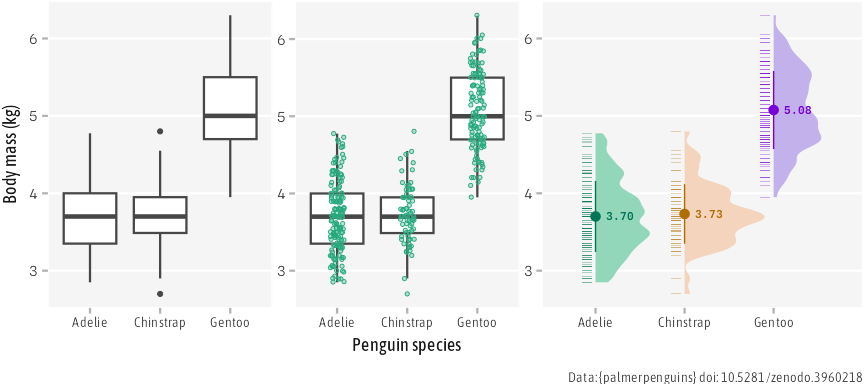 Body mass (kg)
6
5
4
3
Adelie Chinstrap Gentoo
6
5
4
3
Adelie Chinstrap Gentoo
6
5
4
3
5.08
3.70
3.73
Adelie Chinstrap Gentoo
Penguin species
Data:{palmerpenguins} doi: 10.5281/zenodo.3960218